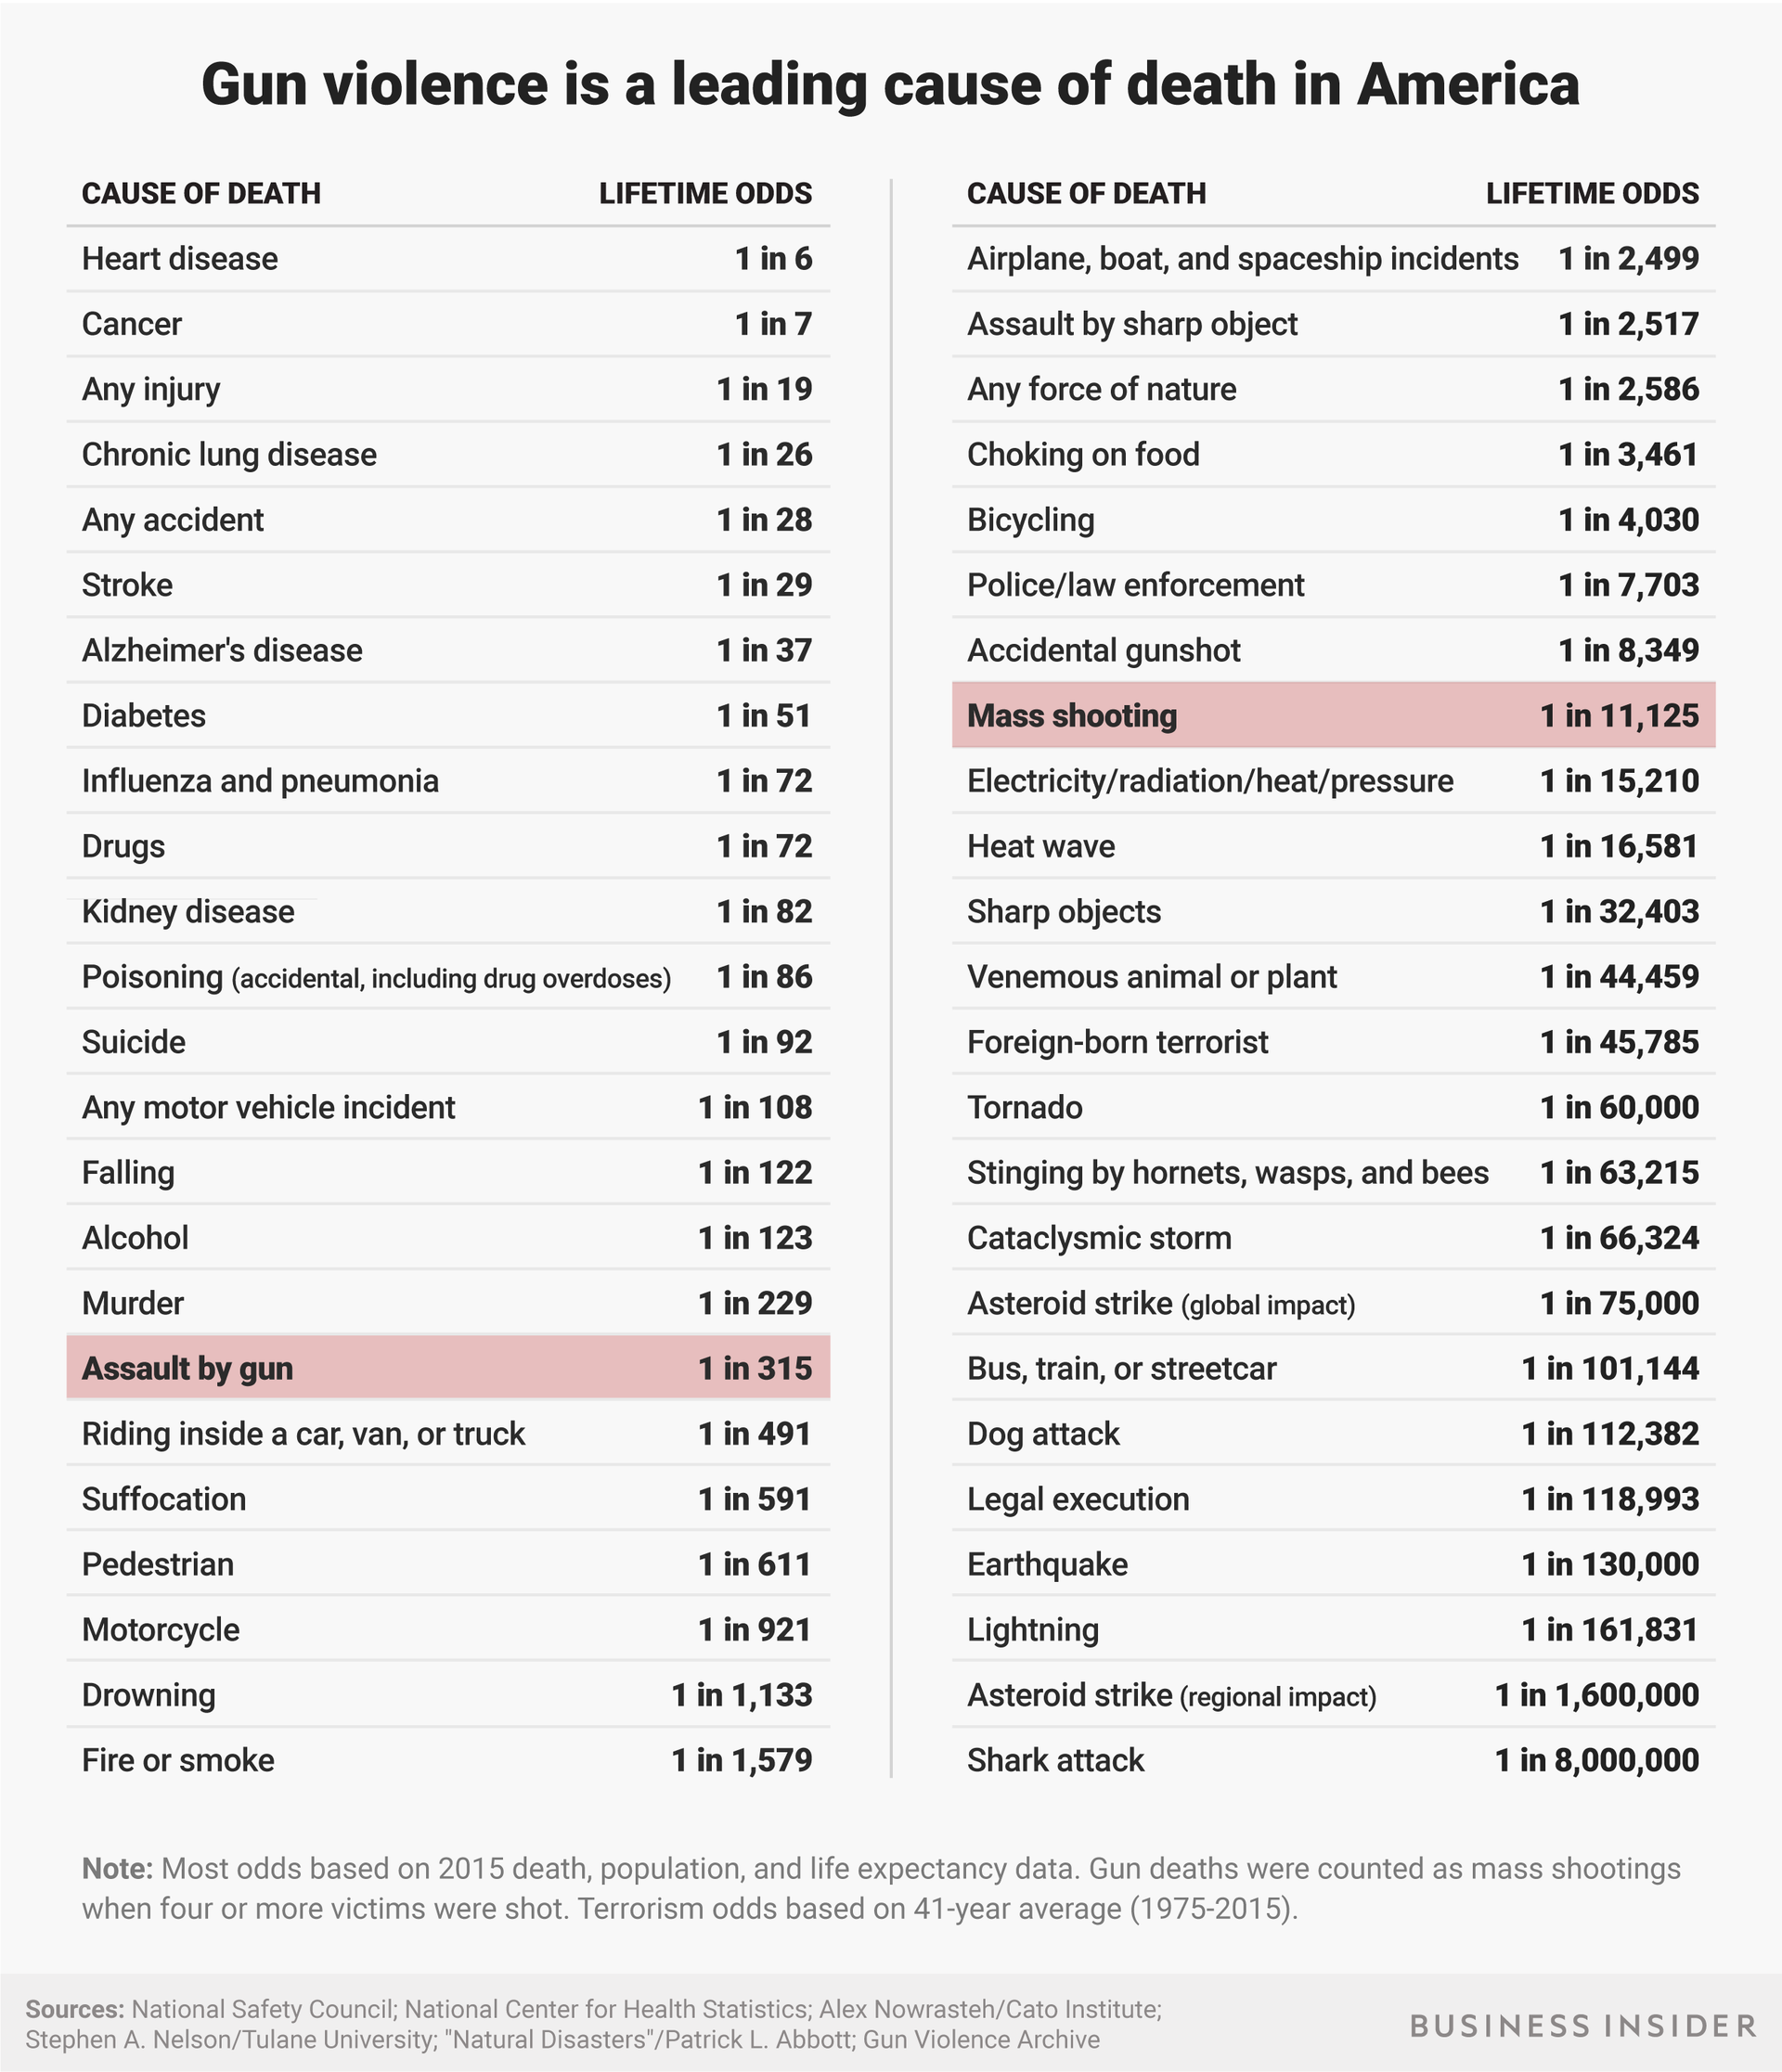 Gun violence is a leading cause of death in America
CAUSE OF DEATH LIFETIME ODDS
Heart disease 1 in 6
Cancer 1 in 7
Any injury 1 in 19
Chronic lung disease 1 in 26
Any accident 1 in 28
Stroke 1 in 29
Alzheimer's disease 1 in 37
Diabetes 1 in 51
Influenza and pneumonia 1 in 72
Drugs 1 in 72
Kidney disease 1 in 82
Poisoning (accidental, including drug overdoses) 1 in 86
Suicide 1 in 92
Any motor vehicle incident 1 in 108
Falling 1 in 122
Alcohol 1 in 123
Murder 1 in 229
Assault by gun 1 in 315
Riding inside a car, van, or truck 1 in 491
Suffocation 1 in 591
Pedestrian 1 in 611
Motorcycle 1 in 921
Drowning 1 in 1,133
Fire or smoke 1 in 1,579
CAUSE OF DEATH LIFETIME ODDS
Airplane, boat, and spaceship incidents 1 in 2,499
Assault by sharp object 1 in 2,517
Any force of nature 1 in 2,586
Choking on food 1 in 3,461
Bicycling 1 in 4,030
Police/law enforcement 1 in 7,703
Accidental gunshot 1 in 8,349
Mass shooting 1 in 11,125
Electricity/radiation/heat/pressure 1 in 15,210
Heat wave 1 in 16,581
Sharp objects 1 in 32,403
Venemous animal or plant 1 in 44,459
Foreign-born terrorist 1 in 45,785
Tornado 1 in 60,000
Stinging by hornets, wasps, and bees 1 in 63,215
Cataclysmic storm 1 in 66,324
Asteroid strike (global impact) 1 in 75,000
Bus, train, or streetcar 1 in 101,144
Dog attack 1 in 112,382
Legal execution 1 in 118,993
Earthquake 1 in 130,000
Lightning 1 in 161,831
Asteroid strike (regional impact) 1 in 1,600,000
Shark attack 1 in 8,000,000
Note: Most odds based on 2015 death, population, and life expectancy data. Gun deaths were counted as mass shootings
when four or more victims were shot. Terrorism odds based on 41-year average (1975-2015).
Sources: National Safety Council; National Center for Health Statistics; Alex Nowrasteh/Cato Institute;
Stephen A. Nelson/Tulane University; "Natural Disasters"/Patrick L. Abbott; Gun Violence Archive
BUSINESS INSIDER